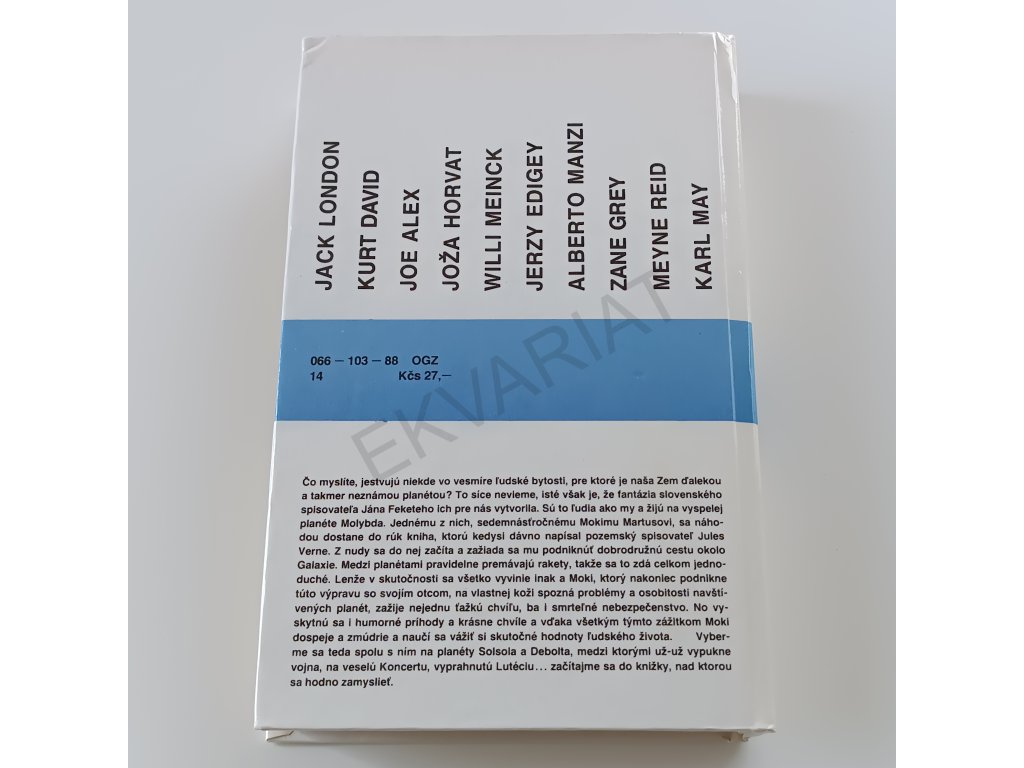 JACK LONDON
KURT DAVID
JOE ALEX
JOŽA HORVAT
WILLI MEINCK
JERZY EDIGEY
ALBERTO MANZI
ZANE GREY
MEYNE REID
KARL MAY
066 — 103 — 88 OGZ
14 Kčs 27,—
EKVARIAT
Čo myslíte, jestvujú niekde vo vesmíre ľudské bytosti, pre ktoré je naša Zem ďalekou
a takmer neznámou planétou? To síce nevieme, isté však je, že fantázia slovenského
spisovateľa Jána Feketeho ich pre nás vytvorila. Sú to ľudia ako my a žijú na vyspelej
planéte Molybda. Jednému z nich, sedemnásťročnému Mokimu Martusovi, sa náho-
dou dostane do rúk kniha, ktorú kedysi dávno napísal pozemský spisovateľ Jules
Verne. Z nudy sa do nej začíta a zažiada sa mu podniknúť dobrodružnú cestu okolo
Galaxie. Medzi planétami pravidelne premávajú rakety, takže sa to zdá celkom jedno-
duché. Lenže v skutočnosti sa všetko vyvinie inak a Moki, ktorý nakoniec podnikne
túto výpravu so svojím otcom, na vlastnej koži spozná problémy a osobitosti navští-
vených planét, zažije nejednu ťažkú chvíľu, ba i smrteľné nebezpečenstvo. No vy-
skytnú sa i humorné príhody a krásne chvíle a vďaka všetkým týmto zážitkom Moki
dospeje a zmúdrie a naučí sa vážiť si skutočné hodnoty ľudského života. Vyber-
me sa teda spolu s ním na planéty Solsola a Debolta, medzi ktorými už-už vypukne
vojna, na veselú Koncertu, vyprahnutú Lutéciu... začítajme sa do knižky, nad ktorou
sa hodno zamyslieť.